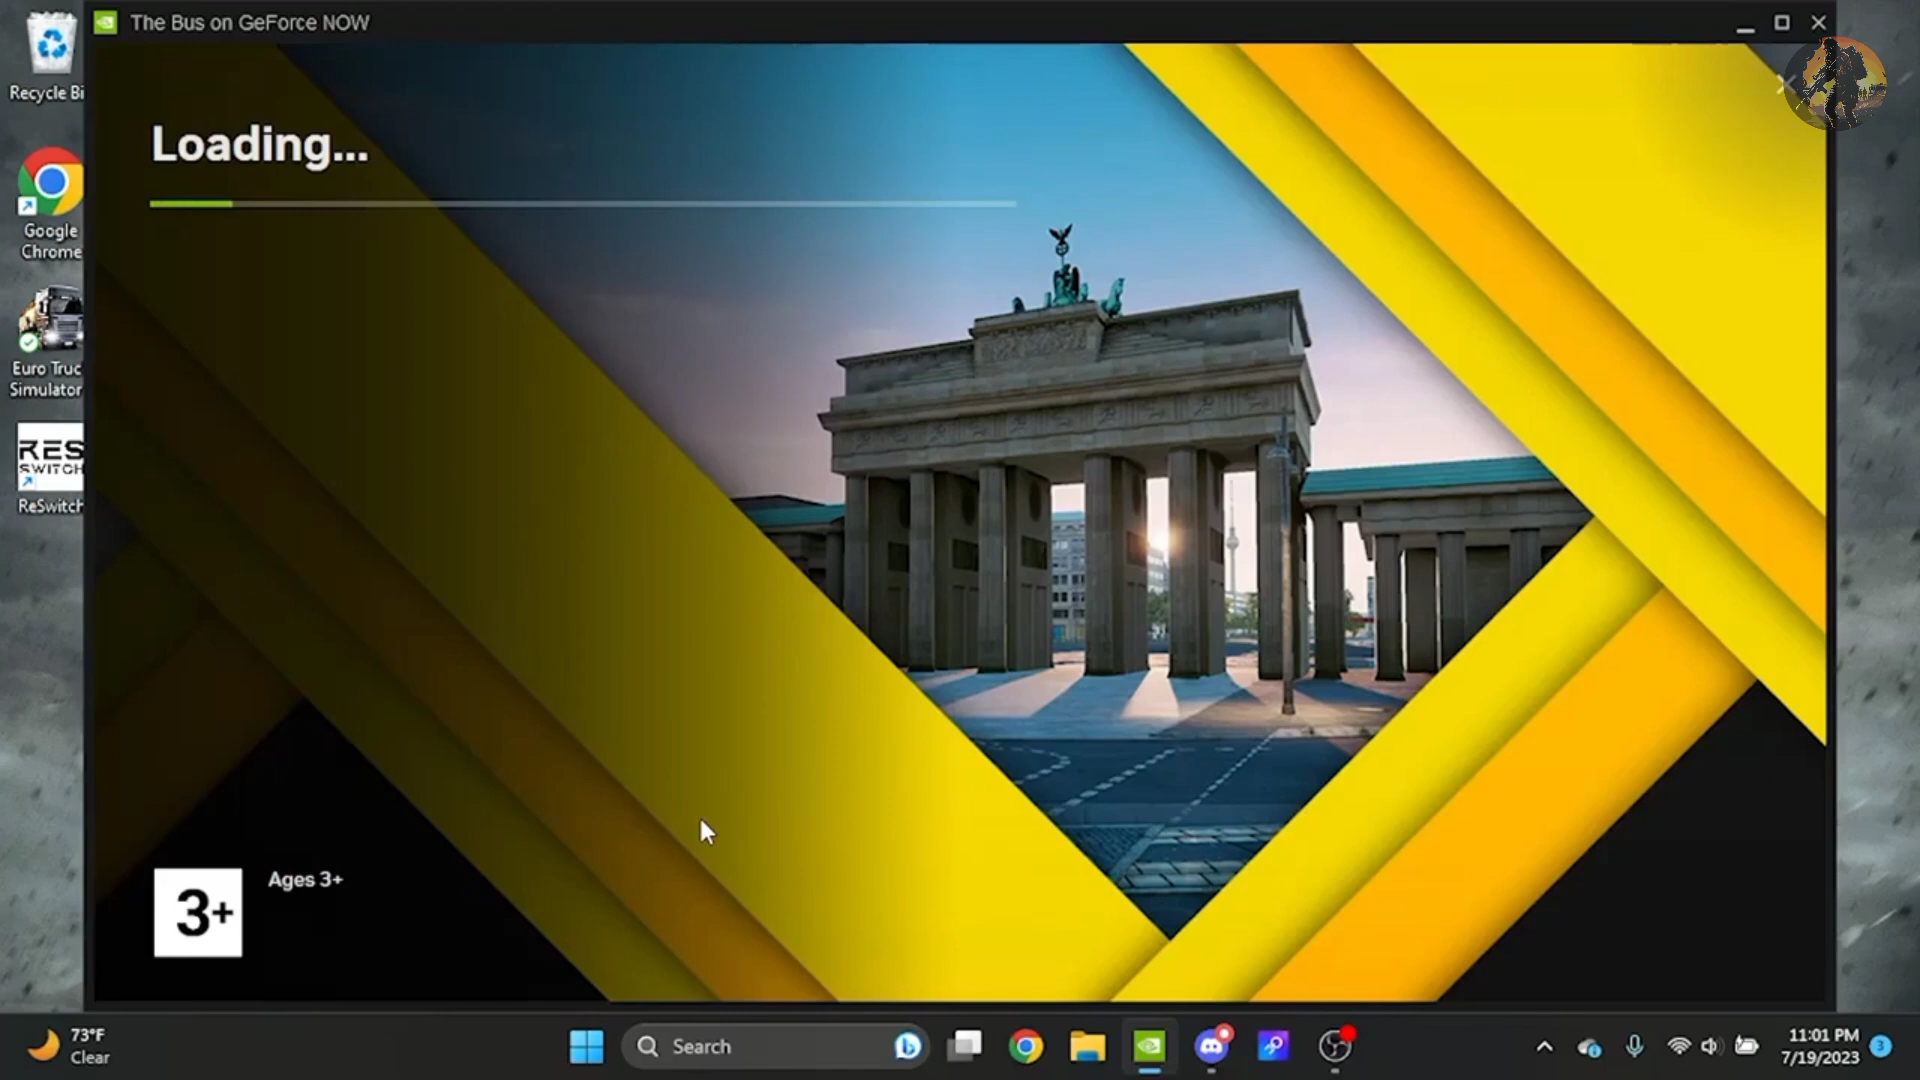 The Bus on GeForce NOW
Recycle Bi
Loading...
Google
Chrome
Euro Truc
Simulator
RES
SWITCH
ReSwitch
3+
Ages 3+
73°F
Clear
Search
11:01 PM
7/19/2023
3